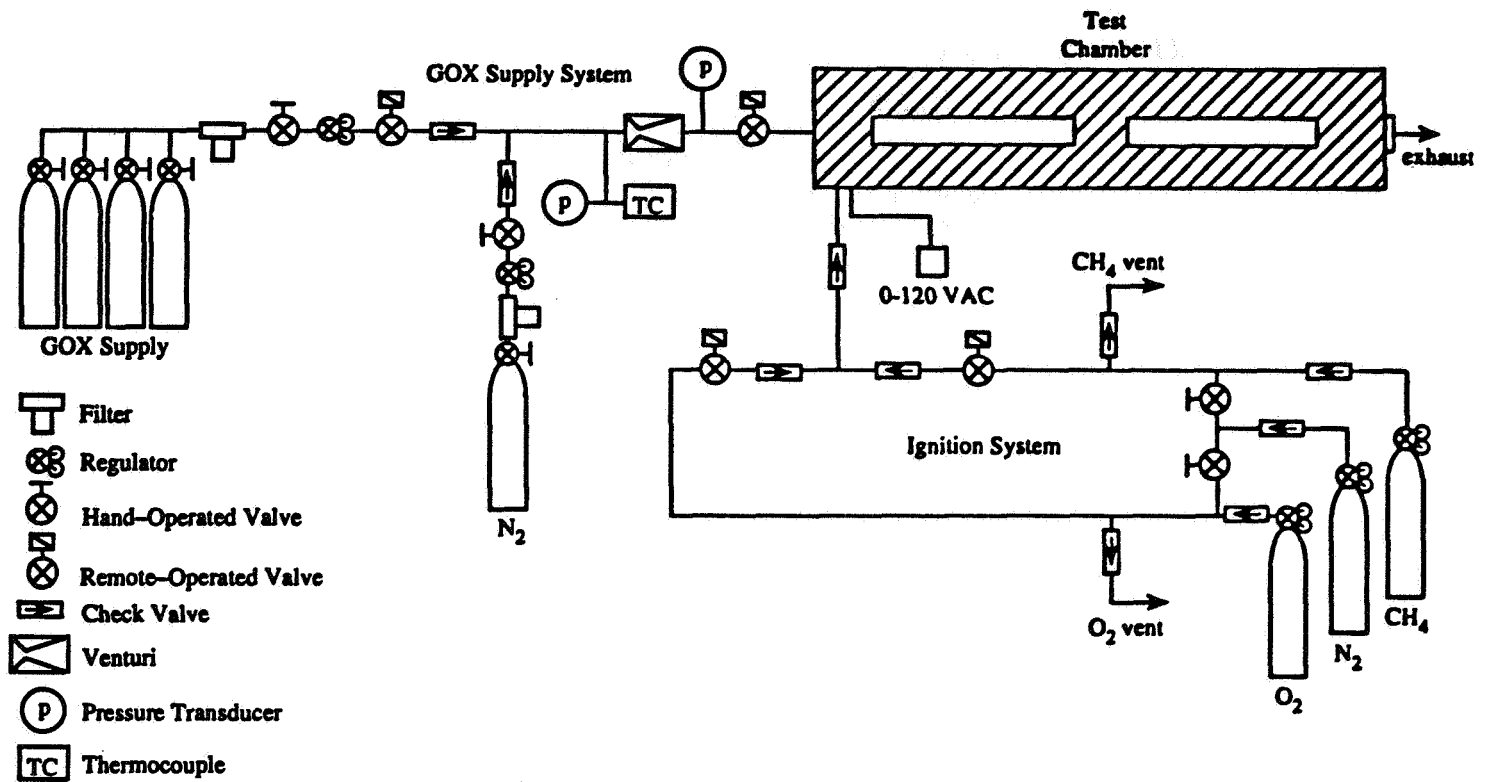 Test
Chamber
GOX Supply System
P
P
TC
exhaust
0-120 VAC
CH4 vent
GOX Supply
Ignition System
N2
Filter
Regulator
Hand-Operated Valve
Remote-Operated Valve
Check Valve
Venturi
P Pressure Transducer
TC Thermocouple
O2 vent
CH4
N2
O2